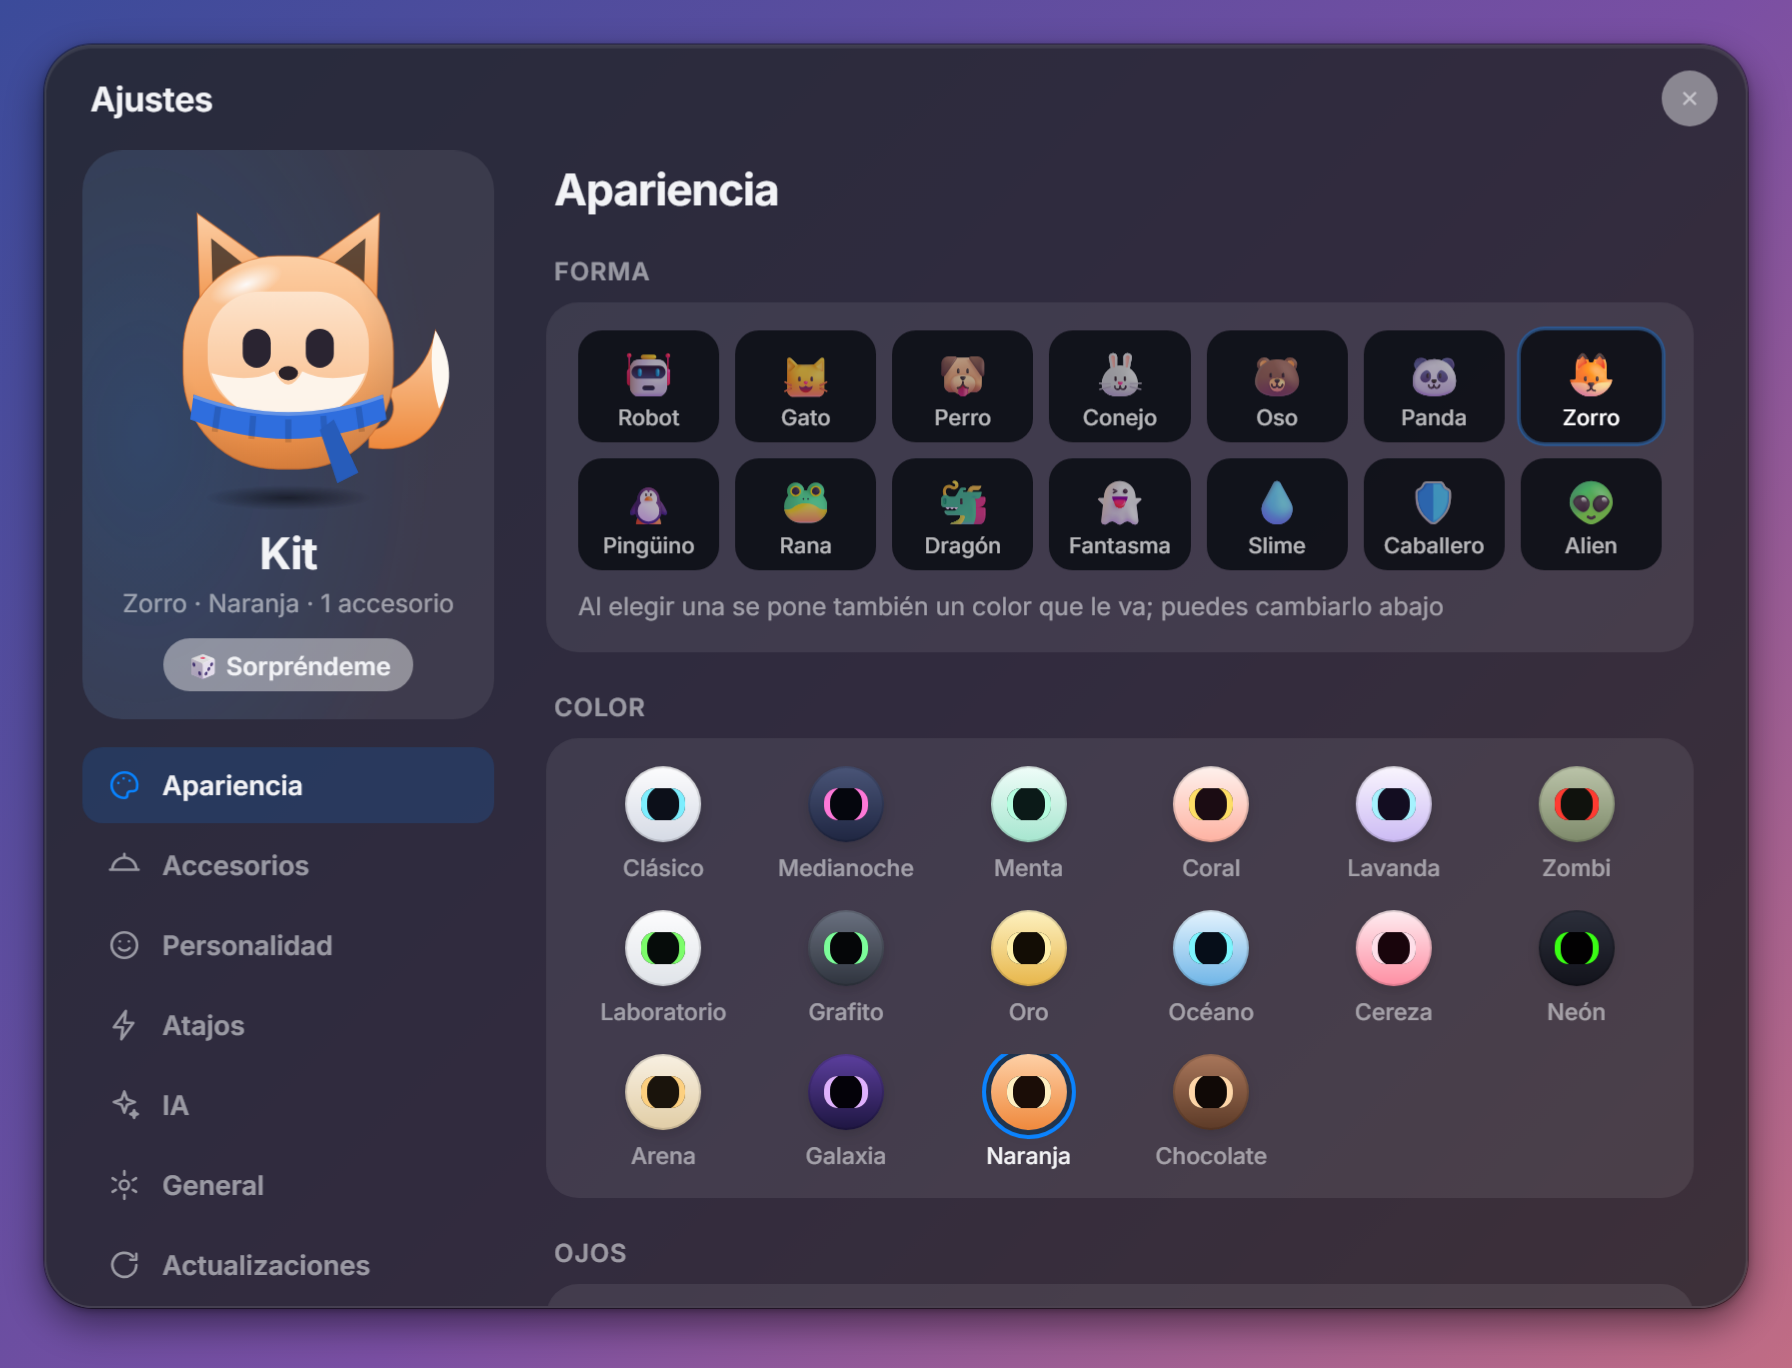 Ajustes
Kit
Zorro · Naranja · 1 accesorio
Sorpréndeme
Apariencia
Accesorios
Personalidad
Atajos
IA
General
Actualizaciones
Apariencia
FORMA
Robot Gato Perro Conejo Oso Panda Zorro
Pingüino Rana Dragón Fantasma Slime Caballero Alien
Al elegir una se pone también un color que le va; puedes cambiarlo abajo
COLOR
Clásico Medianoche Menta Coral Lavanda Zombi
Laboratorio Grafito Oro Océano Cereza Neón
Arena Galaxia Naranja Chocolate
OJOS